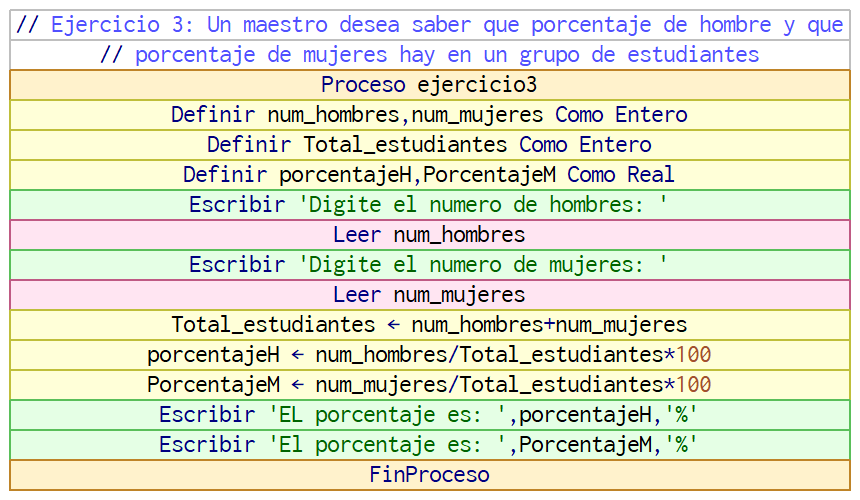 // Ejercicio 3: Un maestro desea saber que porcentaje de hombre y que
// porcentaje de mujeres hay en un grupo de estudiantes
Proceso ejercicio3
Definir num_hombres,num_mujeres Como Entero
Definir Total_estudiantes Como Entero
Definir porcentajeH,PorcentajeM Como Real
Escribir 'Digite el numero de hombres: '
Leer num_hombres
Escribir 'Digite el numero de mujeres: '
Leer num_mujeres
Total_estudiantes ← num_hombres+num_mujeres
porcentajeH ← num_hombres/Total_estudiantes*100
PorcentajeM ← num_mujeres/Total_estudiantes*100
Escribir 'EL porcentaje es: ',porcentajeH,'%'
Escribir 'El porcentaje es: ',PorcentajeM,'%'
FinProceso